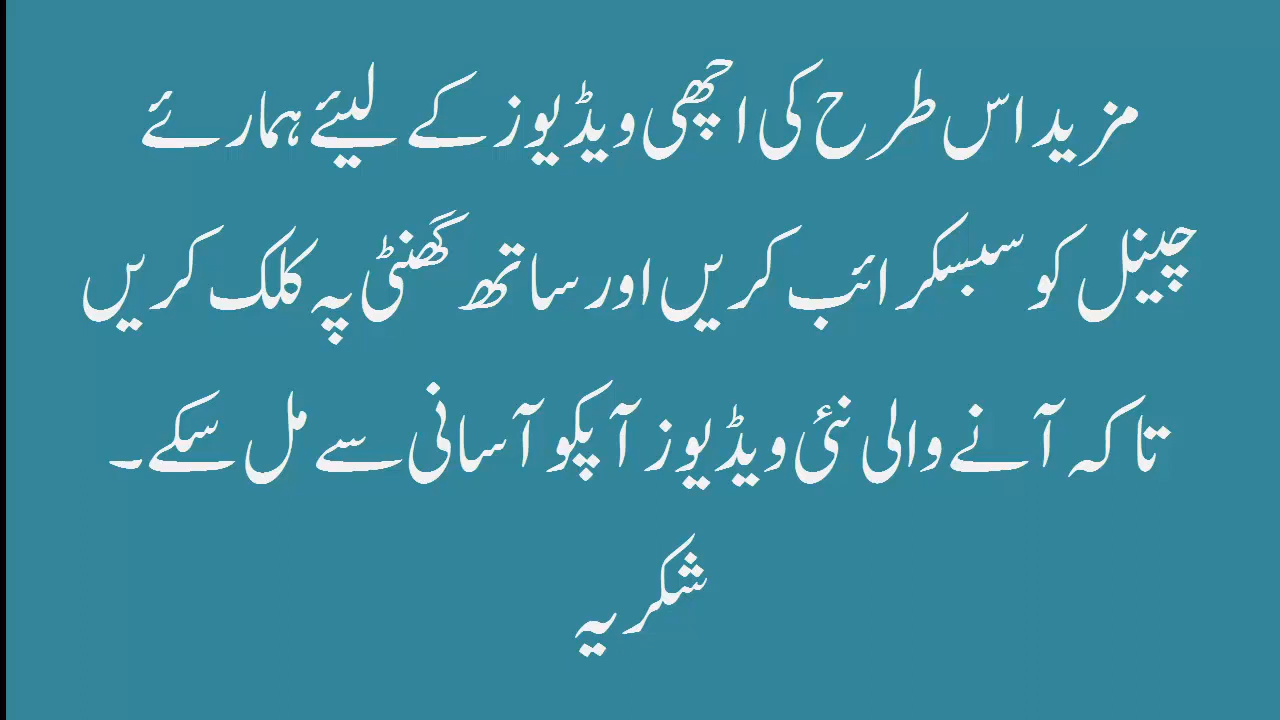 مزید اس طرح کی اچھی ویڈیوز کے لیئے ہمارئے
چینل کو سبسکرائب کریں اور ساتھ گھنٹی پہ کلک کریں
تاکہ آنے والی نئی ویڈیوز آپکو آسانی سے مل سکے۔
شکریہ